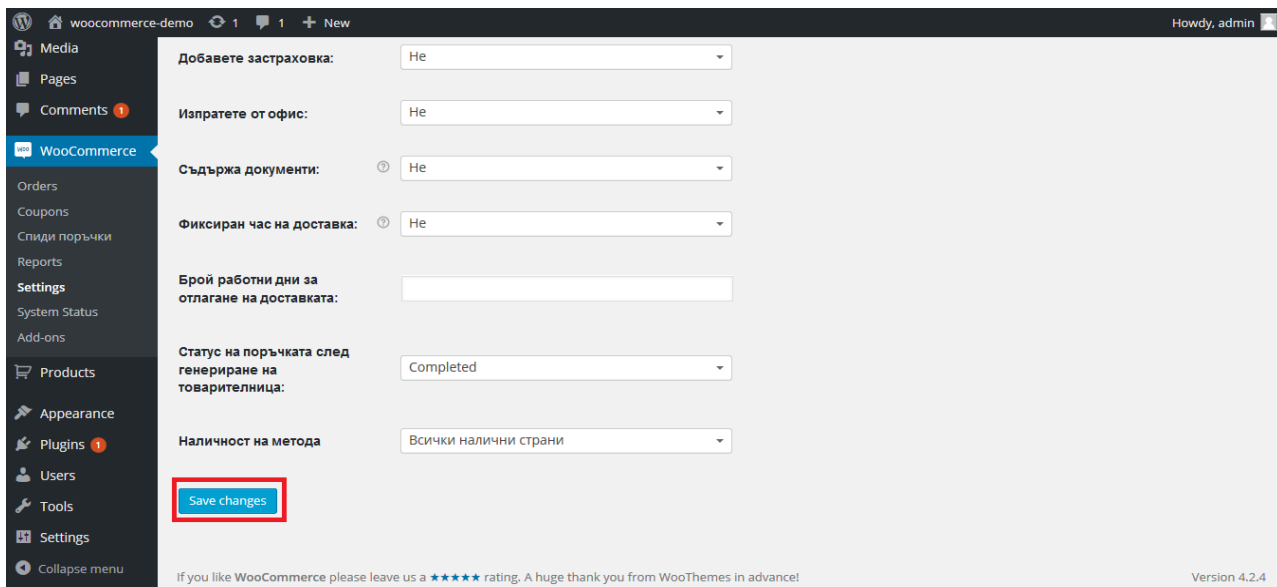 woocommerce-demo 1 1 New Howdy, admin
Media
Pages
Comments 1
WooCommerce
Orders
Coupons
Спиди поръчки
Reports
Settings
System Status
Add-ons
Products
Appearance
Plugins 1
Users
Tools
Settings
Collapse menu
Добавете застраховка: Не
Изпратете от офис: Не
Съдържа документи: Не
Фиксиран час на доставка: Не
Брой работни дни за
отлагане на доставката:
Статус на поръчката след
генериране на
товарителница:
Completed
Наличност на метода Всички налични страни
Save changes
If you like WooCommerce please leave us a ★★★★★ rating. A huge thank you from WooThemes in advance! Version 4.2.4